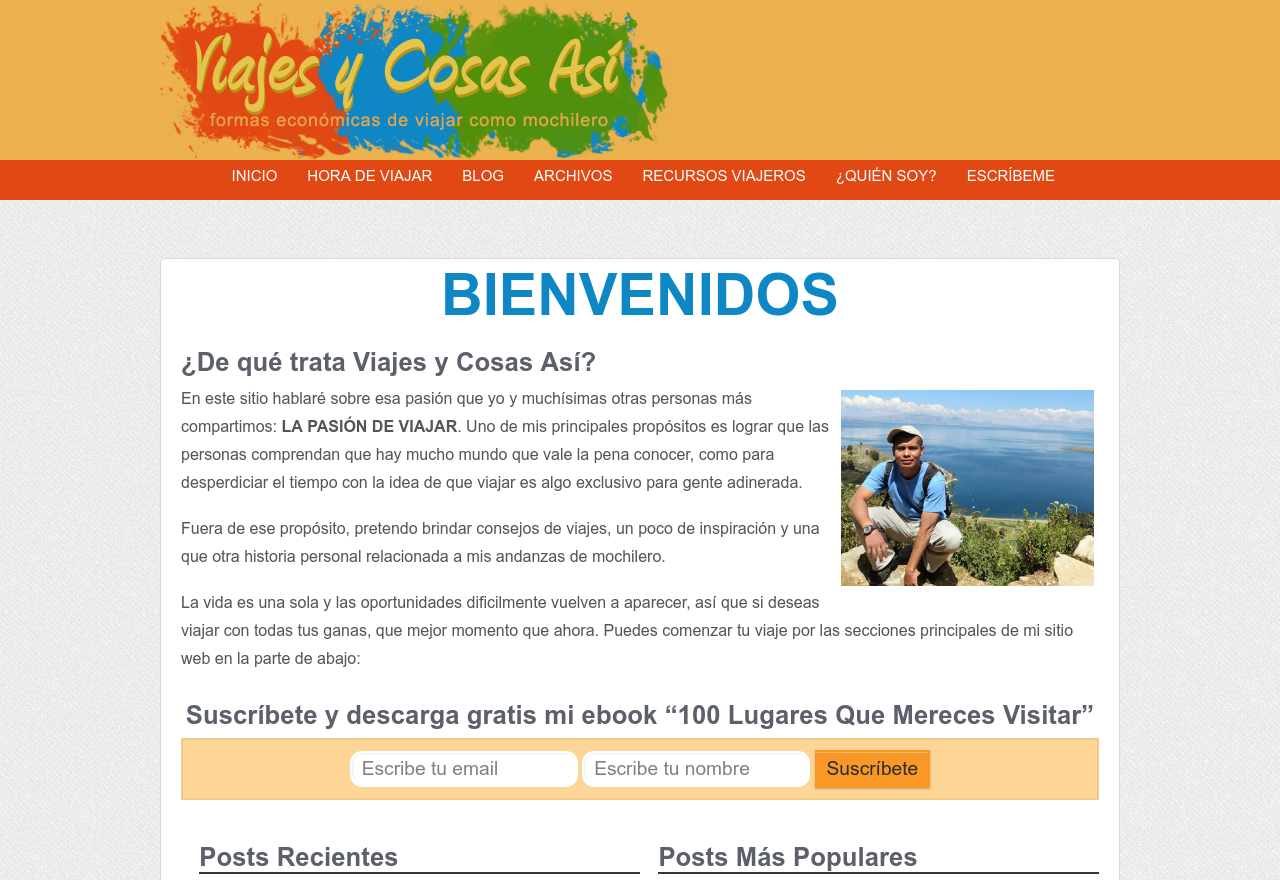 Viajes y Cosas Así
formas económicas de viajar como mochilero
INICIO HORA DE VIAJAR BLOG ARCHIVOS RECURSOS VIAJEROS ¿QUIÉN SOY? ESCRÍBEME
BIENVENIDOS
¿De qué trata Viajes y Cosas Así?
En este sitio hablaré sobre esa pasión que yo y muchísimas otras personas más
compartimos: LA PASIÓN DE VIAJAR. Uno de mis principales propósitos es lograr que las
personas comprendan que hay mucho mundo que vale la pena conocer, como para
desperdiciar el tiempo con la idea de que viajar es algo exclusivo para gente adinerada.
Fuera de ese propósito, pretendo brindar consejos de viajes, un poco de inspiración y una
que otra historia personal relacionada a mis andanzas de mochilero.
La vida es una sola y las oportunidades dificilmente vuelven a aparecer, así que si deseas
viajar con todas tus ganas, que mejor momento que ahora. Puedes comenzar tu viaje por las secciones principales de mi sitio
web en la parte de abajo:
Suscríbete y descarga gratis mi ebook “100 Lugares Que Mereces Visitar”
Escribe tu email Escribe tu nombre Suscríbete
Posts Recientes Posts Más Populares